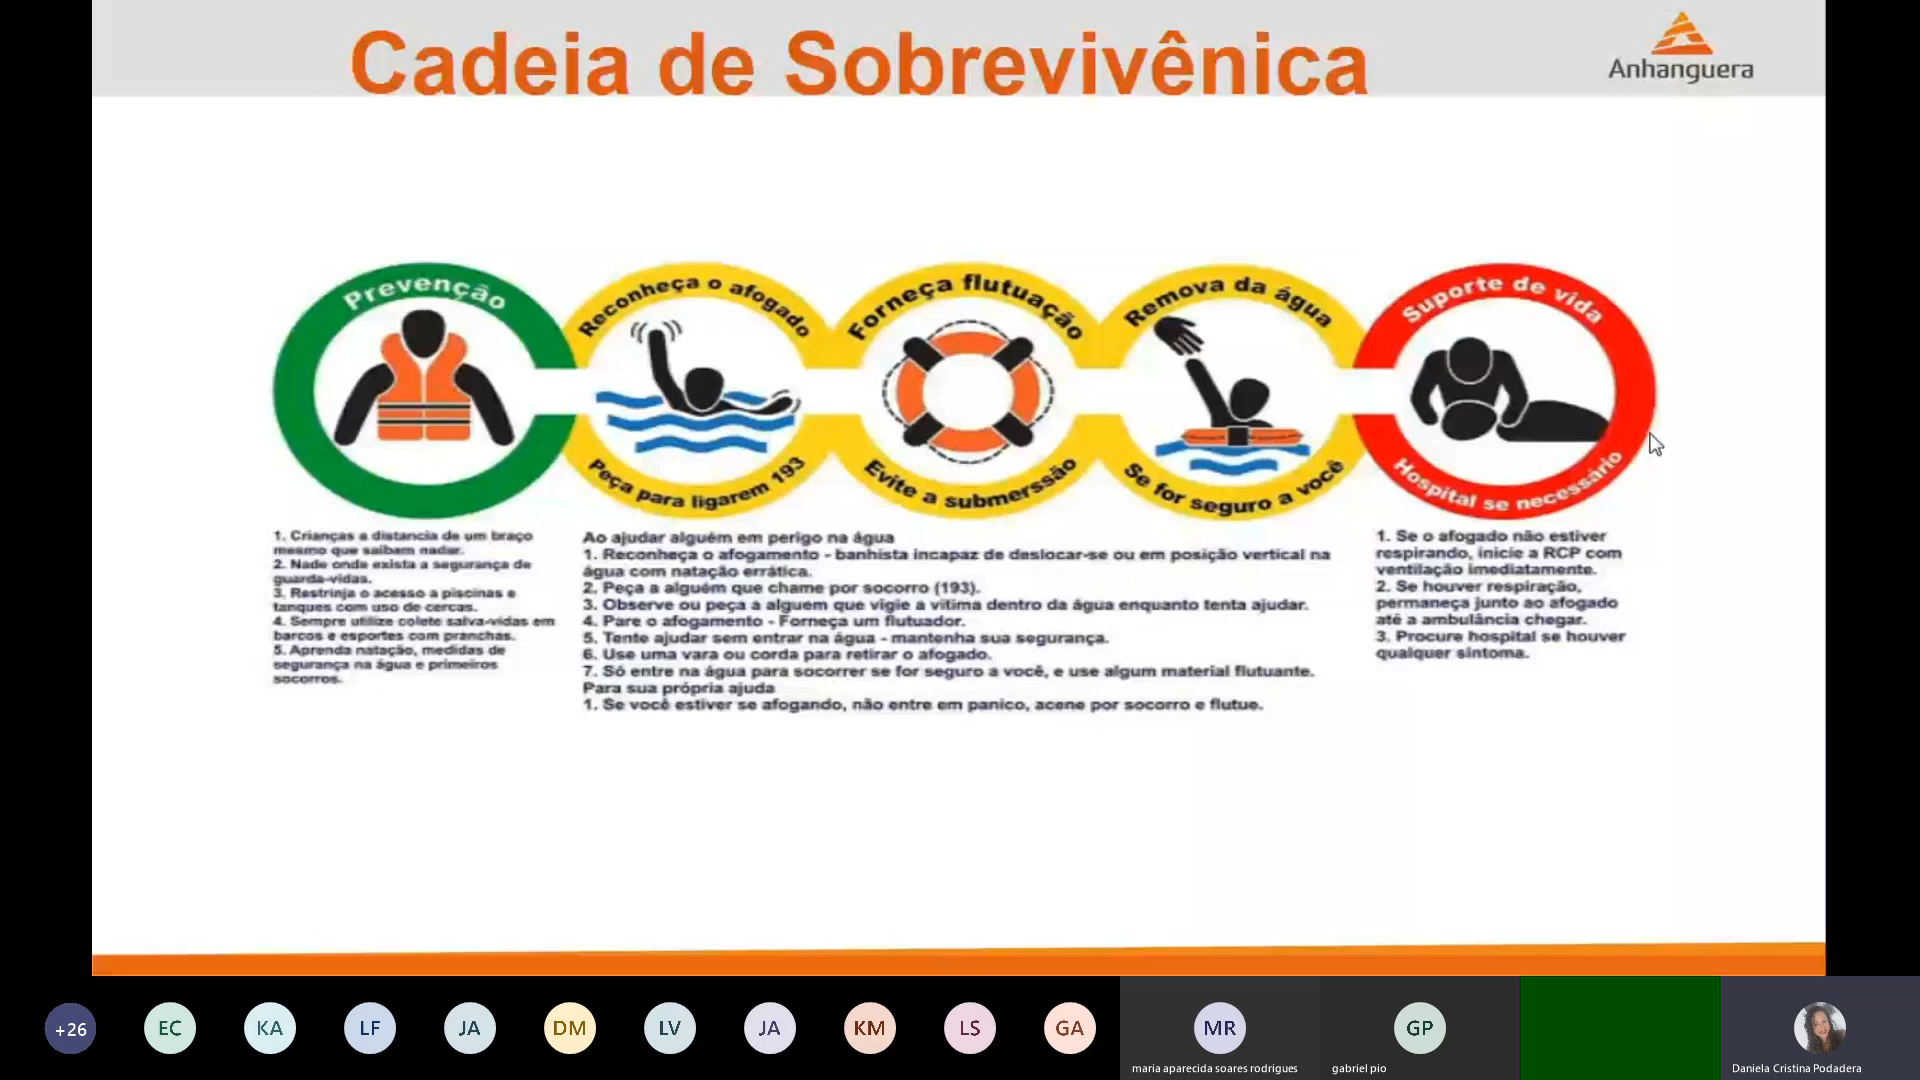 Cadeia de Sobrevivênica
Anhanguera
Prevenção
Reconheça o afogado
Peça para ligarem 193
Forneça flutuação
Evite a submerssão
Remova da água
Se for seguro a você
Suporte de vida
Hospital se necessário
1. Crianças a distancia de um braço
mesmo que saibam nadar.
2. Nade onde exista a segurança de
guarda-vidas.
3. Restrinja o acesso a piscinas e
tanques com uso de cercas.
4. Sempre utilize colete salva-vidas em
barcos e esportes com pranchas.
5. Aprenda natação, medidas de
segurança na água e primeiros
socorros.
Ao ajudar alguém em perigo na água
1. Reconheça o afogamento - banhista incapaz de deslocar-se ou em posição vertical na
água com natação errática.
2. Peça a alguém que chame por socorro (193).
3. Observe ou peça a alguem que vigie a vitima dentro da água enquanto tenta ajudar.
4. Pare o afogamento - Forneça um flutuador.
5. Tente ajudar sem entrar na água - mantenha sua segurança.
6. Use uma vara ou corda para retirar o afogado.
7. Só entre na água para socorrer se for seguro a você, e use algum material flutuante.
Para sua própria ajuda
1. Se você estiver se afogando, não entre em panico, acene por socorro e flutue.
1. Se o afogado não estiver
respirando, inicie a RCP com
ventilação imediatamente.
2. Se houver respiração,
permaneça junto ao afogado
até a ambulância chegar.
3. Procure hospital se houver
qualquer sintoma.
+26
EC
KA
LF
JA
DM
LV
JA
KM
LS
GA
MR
GP
maria aparecida soares rodrigues
gabriel pio
Daniela Cristina Podadera